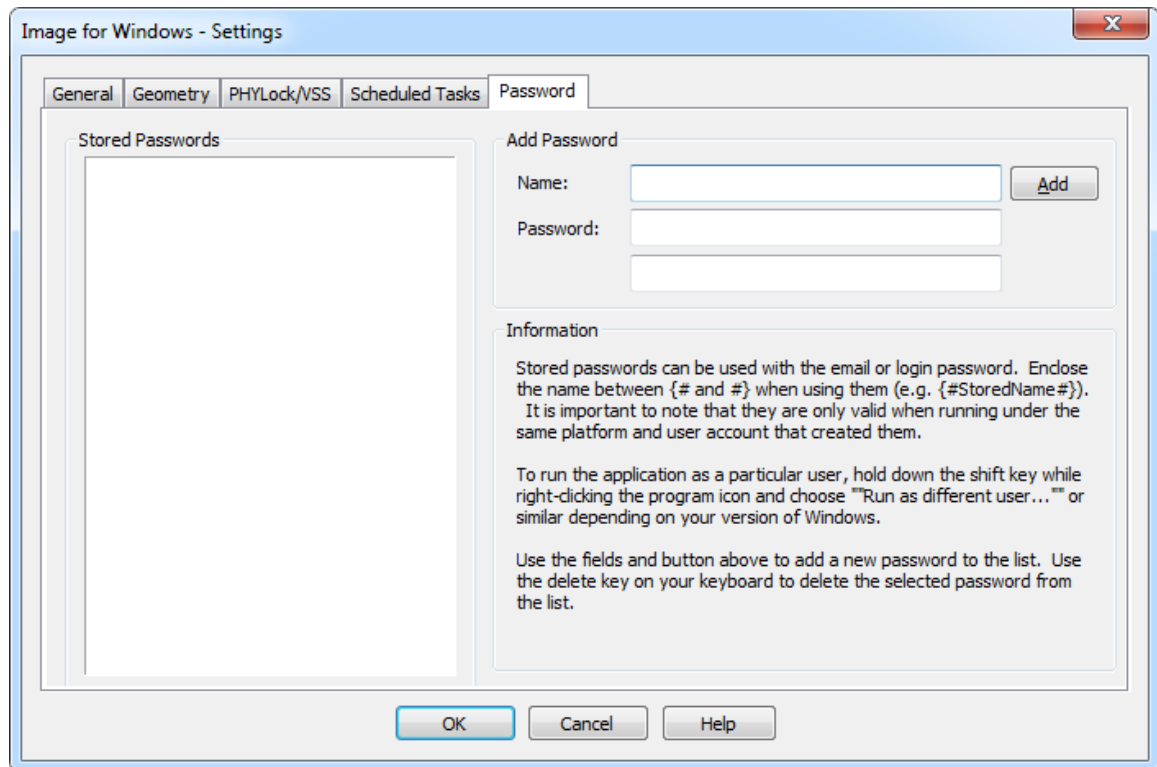 Image for Windows - Settings
General Geometry PHYLock/VSS Scheduled Tasks Password
Stored Passwords
Add Password
Name:
Add
Password:
Information
Stored passwords can be used with the email or login password.  Enclose
the name between {# and #} when using them (e.g. {#StoredName#}).
It is important to note that they are only valid when running under the
same platform and user account that created them.
To run the application as a particular user, hold down the shift key while
right-clicking the program icon and choose ""Run as different user..."" or
similar depending on your version of Windows.
Use the fields and button above to add a new password to the list.  Use
the delete key on your keyboard to delete the selected password from
the list.
OK Cancel Help